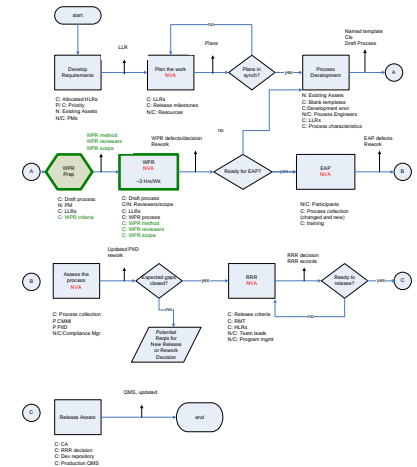 start
no
LLR
Plans
Named template
CIs
Draft Process
Develop
Requirements
Plan the work
NVA
Plans in
synch?
yes
Process
Development
A
C: Allocated HLRs
P/ C: Priority
N: Existing Assets
N/C: PMs
C: LLRs
C: Release milestones
N/C: Resources
N: Existing Assets
C: Blank templates
C:Development envt
N/C: Process Engineers
C: LLRs
C: Process characteristics
no
WPR method
WPR reviewers
WPR scope
WPR defects/decision
Rework
EAP defects
Rework
A
WPR
Prep
WPR
NVA
~3 Hrs/Wk
Ready for EAP?
yes
EAP
NVA
B
C: Draft process
N: PM
C: LLRs
C: WPR criteria
C: Draft process
C/N: Reviewers/scope
C: LLRs
C: WPR process
C: WPR method
C: WPR reviewers
C: WPR scope
N/C: Participants
C: Process collection
(changed and new)
C: training
Updated PIID
rework
RRR decision
RRR records
B
Assess the
process
NVA
Expected gaps
closed?
yes
RRR
NVA
Ready to
release?
yes
C
no
no
C: Process collection
P CMMI
P PIID
N/C:Compliance Mgr
Potential
Reqts for
New Release
or Rework
Decision
C: Release criteria
C: RMT
C: HLRs
N/C: Team leads
N/C: Program mgmt
QMS, updated
C
Release Assets
end
C: CA
C: RRR decision
C: Dev repository
C: Production QMS